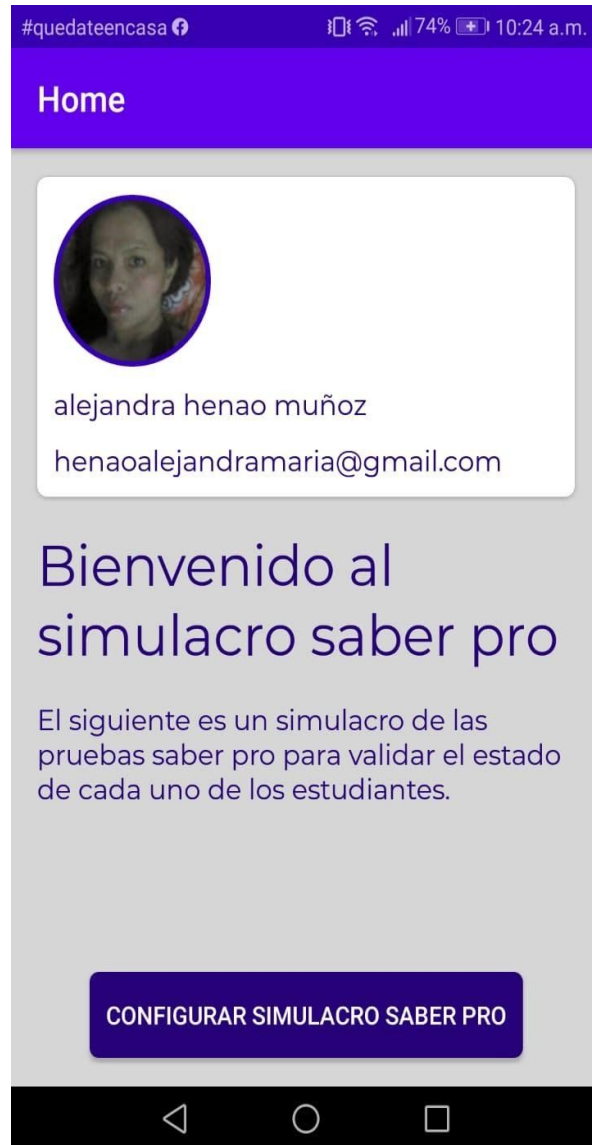 #quedateencasa
74% 10:24 a.m.
Home
alejandra henao muñoz
henaoalejandramaria@gmail.com
Bienvenido al
simulacro saber pro
El siguiente es un simulacro de las
pruebas saber pro para validar el estado
de cada uno de los estudiantes.
CONFIGURAR SIMULACRO SABER PRO